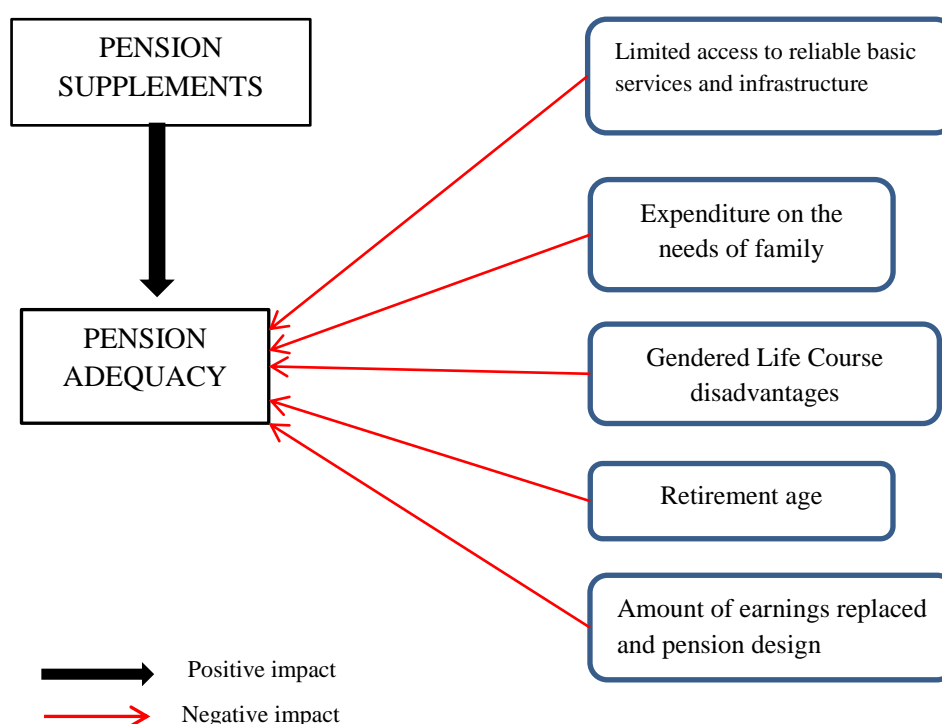 PENSION
SUPPLEMENTS
PENSION
ADEQUACY
Limited access to reliable basic
services and infrastructure
Expenditure on the
needs of family
Gendered Life Course
disadvantages
Retirement age
Amount of earnings replaced
and pension design
Positive impact
Negative impact